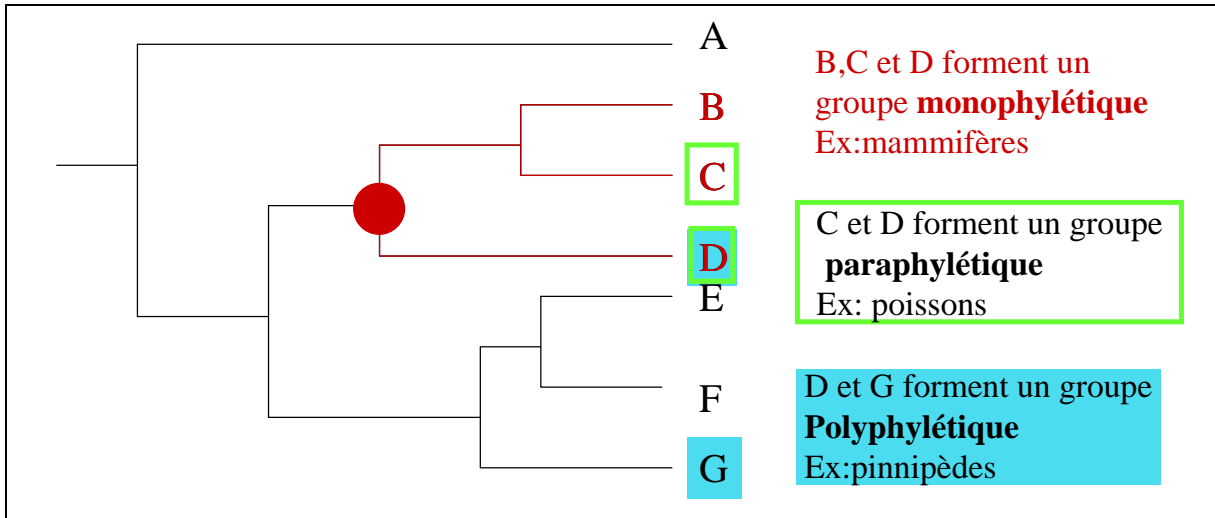 A
B
C
D
E
F
G
B,C et D forment un
groupe monophylétique
Ex:mammifères
C et D forment un groupe
paraphylétique
Ex: poissons
D et G forment un groupe
Polyphylétique
Ex:pinnipèdes